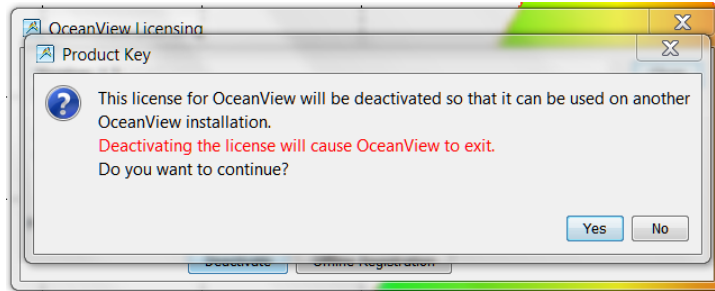 OceanView Licensing
Product Key
This license for OceanView will be deactivated so that it can be used on another
OceanView installation.
Deactivating the license will cause OceanView to exit.
Do you want to continue?
Yes No
Deactivate Offline Registration